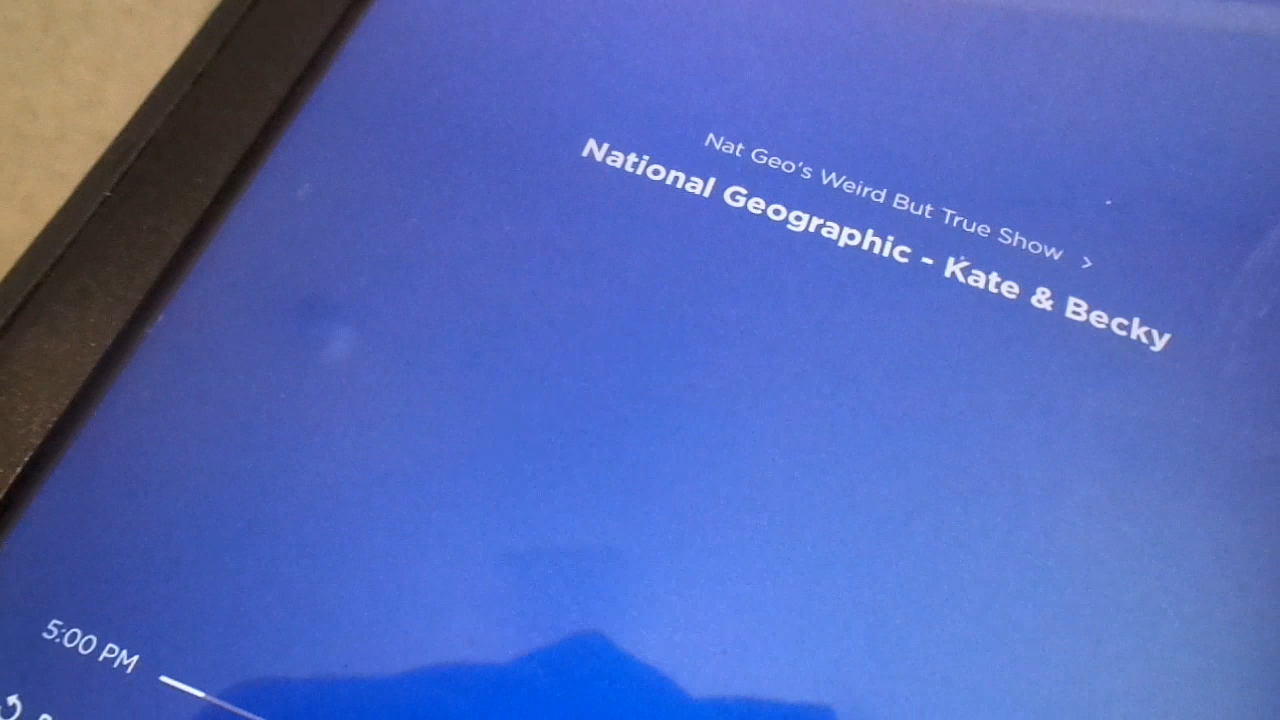 Nat Geo's Weird But True Show >
National Geographic - Kate & Becky
5:00 PM